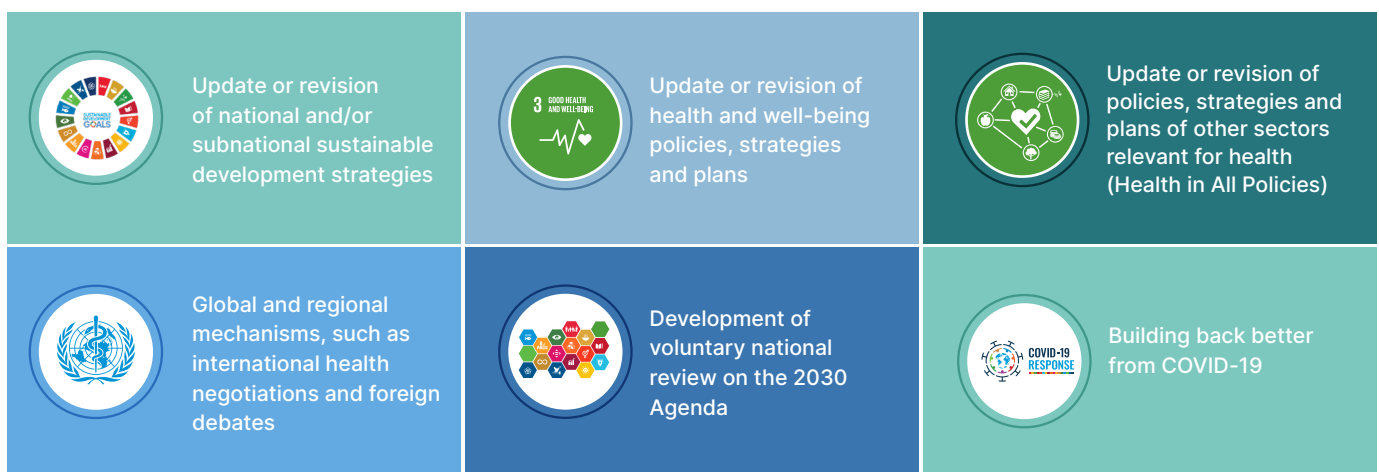 SUSTAINABLE
DEVELOPMENT
GOALS
Update or revision
of national and/or
subnational sustainable
development strategies
3 GOOD HEALTH
AND WELL-BEING
Update or revision of
health and well-being
policies, strategies
and plans
Update or revision of
policies, strategies and
plans of other sectors
relevant for health
(Health in All Policies)
Global and regional
mechanisms, such as
international health
negotiations and foreign
debates
Development of
voluntary national
review on the 2030
Agenda
COVID-19
RESPONSE
Building back better
from COVID-19